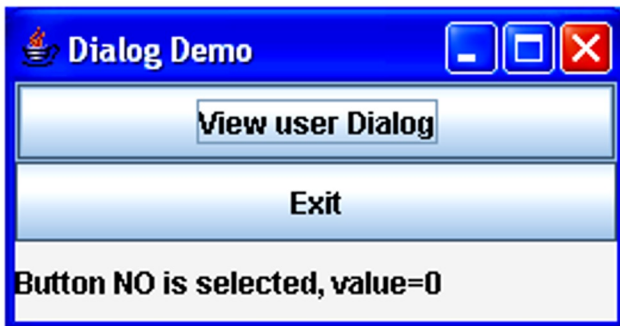 Dialog Demo
View user Dialog
Exit
Button NO is selected, value=0